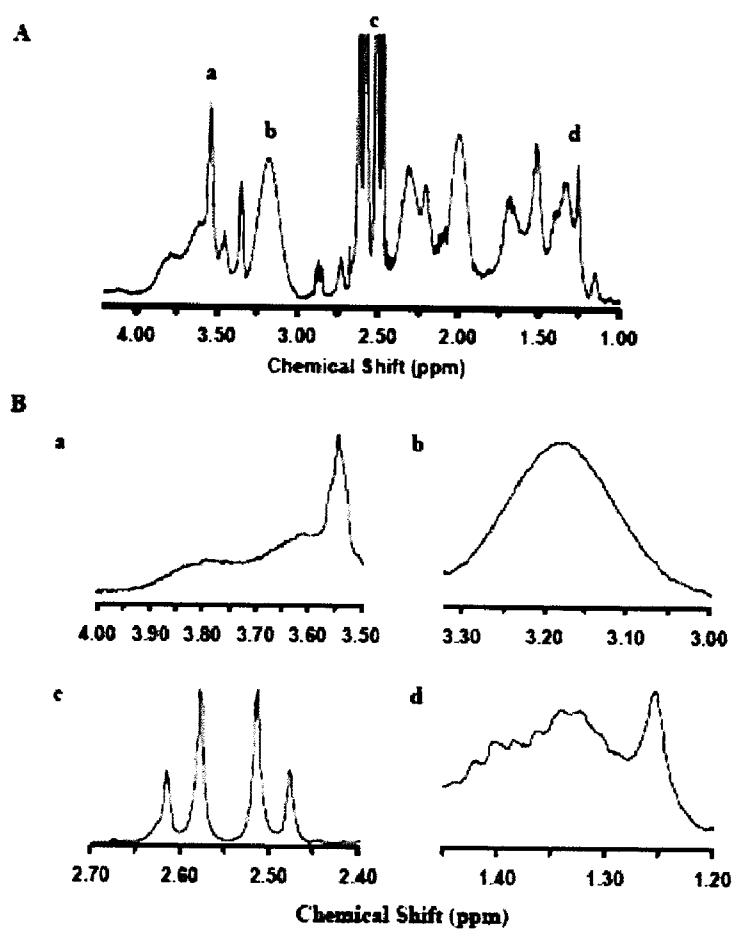 A
a
b
c
d
4.00 3.50 3.00 2.50 2.00 1.50 1.00
Chemical Shift (ppm)
B
a
4.00 3.90 3.80 3.70 3.60 3.50
b
3.30 3.20 3.10 3.00
c
2.70 2.60 2.50 2.40
d
1.40 1.30 1.20
Chemical Shift (ppm)